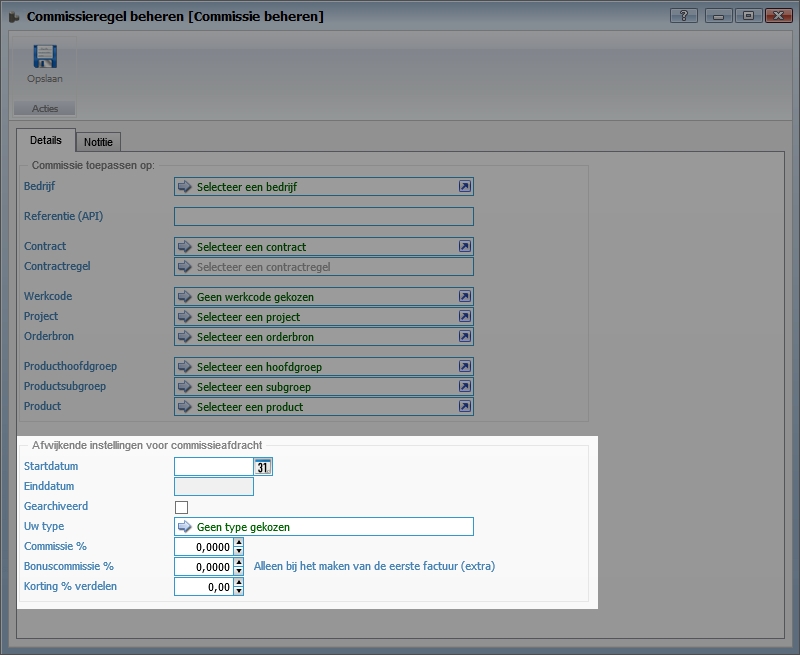 Commissieregel beheren [Commissie beheren]
?
Opslaan
Acties
Details Notitie
Commissie toepassen op:
Bedrijf Selecteer een bedrijf
Referentie (API)
Contract Selecteer een contract
Contractregel Selecteer een contractregel
Werkcode Geen werkcode gekozen
Project Selecteer een project
Orderbron Selecteer een orderbron
Producthoofdgroep Selecteer een hoofdgroep
Productsubgroep Selecteer een subgroep
Product Selecteer een product
Afwijkende instellingen voor commissieafdracht
Startdatum 31
Einddatum
Gearchiveerd
Uw type Geen type gekozen
Commissie % 0,0000
Bonuscommissie % 0,0000 Alleen bij het maken van de eerste factuur (extra)
Korting % verdelen 0,00